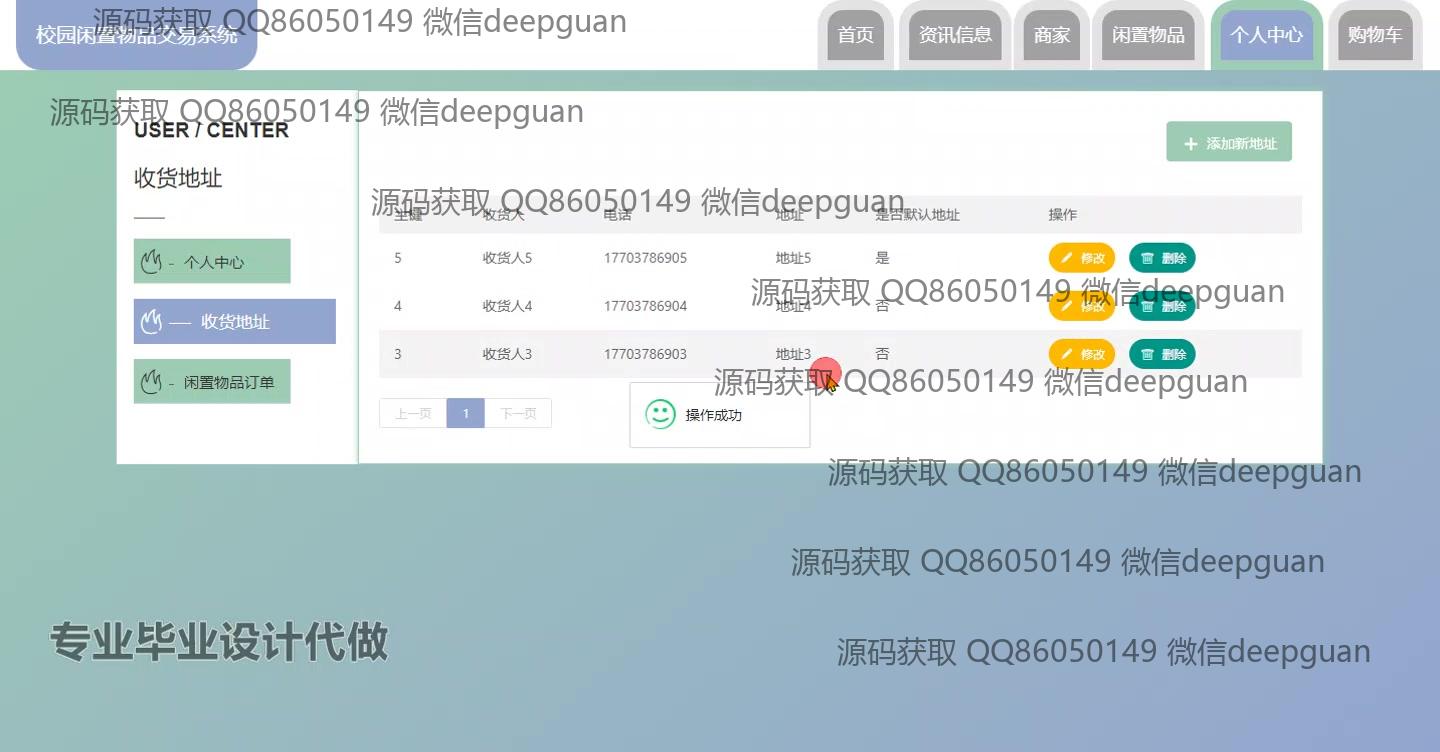 校园闲置物品交易系统
源码获取 QQ86050149 微信deepguan
首页
资讯信息
商家
闲置物品
个人中心
购物车
源码获取 QQ86050149 微信deepguan
USER / CENTER
收货地址
个人中心
收货地址
闲置物品订单
添加新地址
源码获取 QQ86050149 微信deepguan
主键 收货人 电话 地址 是否默认地址 操作
5 收货人5 17703786905 地址5 是 修改 删除
源码获取 QQ86050149 微信deepguan
4 收货人4 17703786904 地址4 否 修改 删除
3 收货人3 17703786903 地址3 否 修改 删除
源码获取 QQ86050149 微信deepguan
上一页 1 下一页
操作成功
源码获取 QQ86050149 微信deepguan
源码获取 QQ86050149 微信deepguan
专业毕业设计代做
源码获取 QQ86050149 微信deepguan